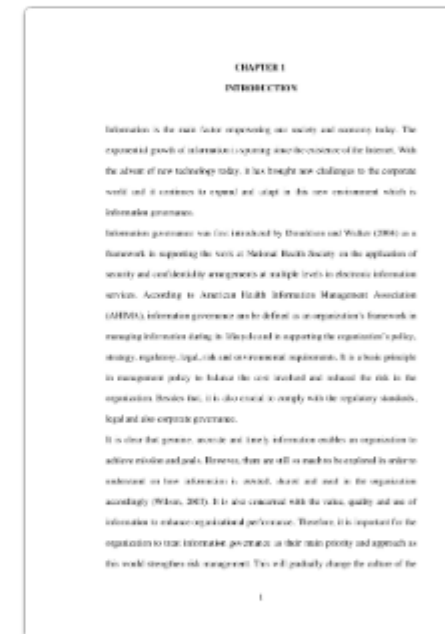 CHAPTER 1
INTRODUCTION
Information is the main factor empowering our society and economy today. The
exponential growth of information is spurring since the existence of the Internet. With
the advent of new technology today, it has brought new challenges to the corporate
world and it continues to expand and adapt in this new environment which is
information governance.
Information governance was first introduced by Donaldson and Walker (2004) as a
framework in supporting the work at National Health Society on the application of
security and confidentiality arrangements at multiple levels in electronic information
services. According to American Health Information Management Association
(AHIMA), information governance can be defined as an organization's framework in
managing information during its lifecycle and in supporting the organization's policy,
strategy, regulatory, legal, risk and environmental requirements. It is a basic principle
in management policy to balance the cost involved and reduced the risk in the
organization. Besides that, it is also crucial to comply with the regulatory standards,
legal and also corporate governance.
It is clear that genuine, accurate and timely information enables an organization to
achieve mission and goals. However, there are still so much to be explored in order to
understand on how information is created, shared and used in the organization
accordingly (Wilson, 2003). It is also concerned with the value, quality and use of
information to enhance organizational performance. Therefore, it is important for the
organization to treat information governance as their main priority and approach as
this would strengthen risk management. This will gradually change the culture of the
1